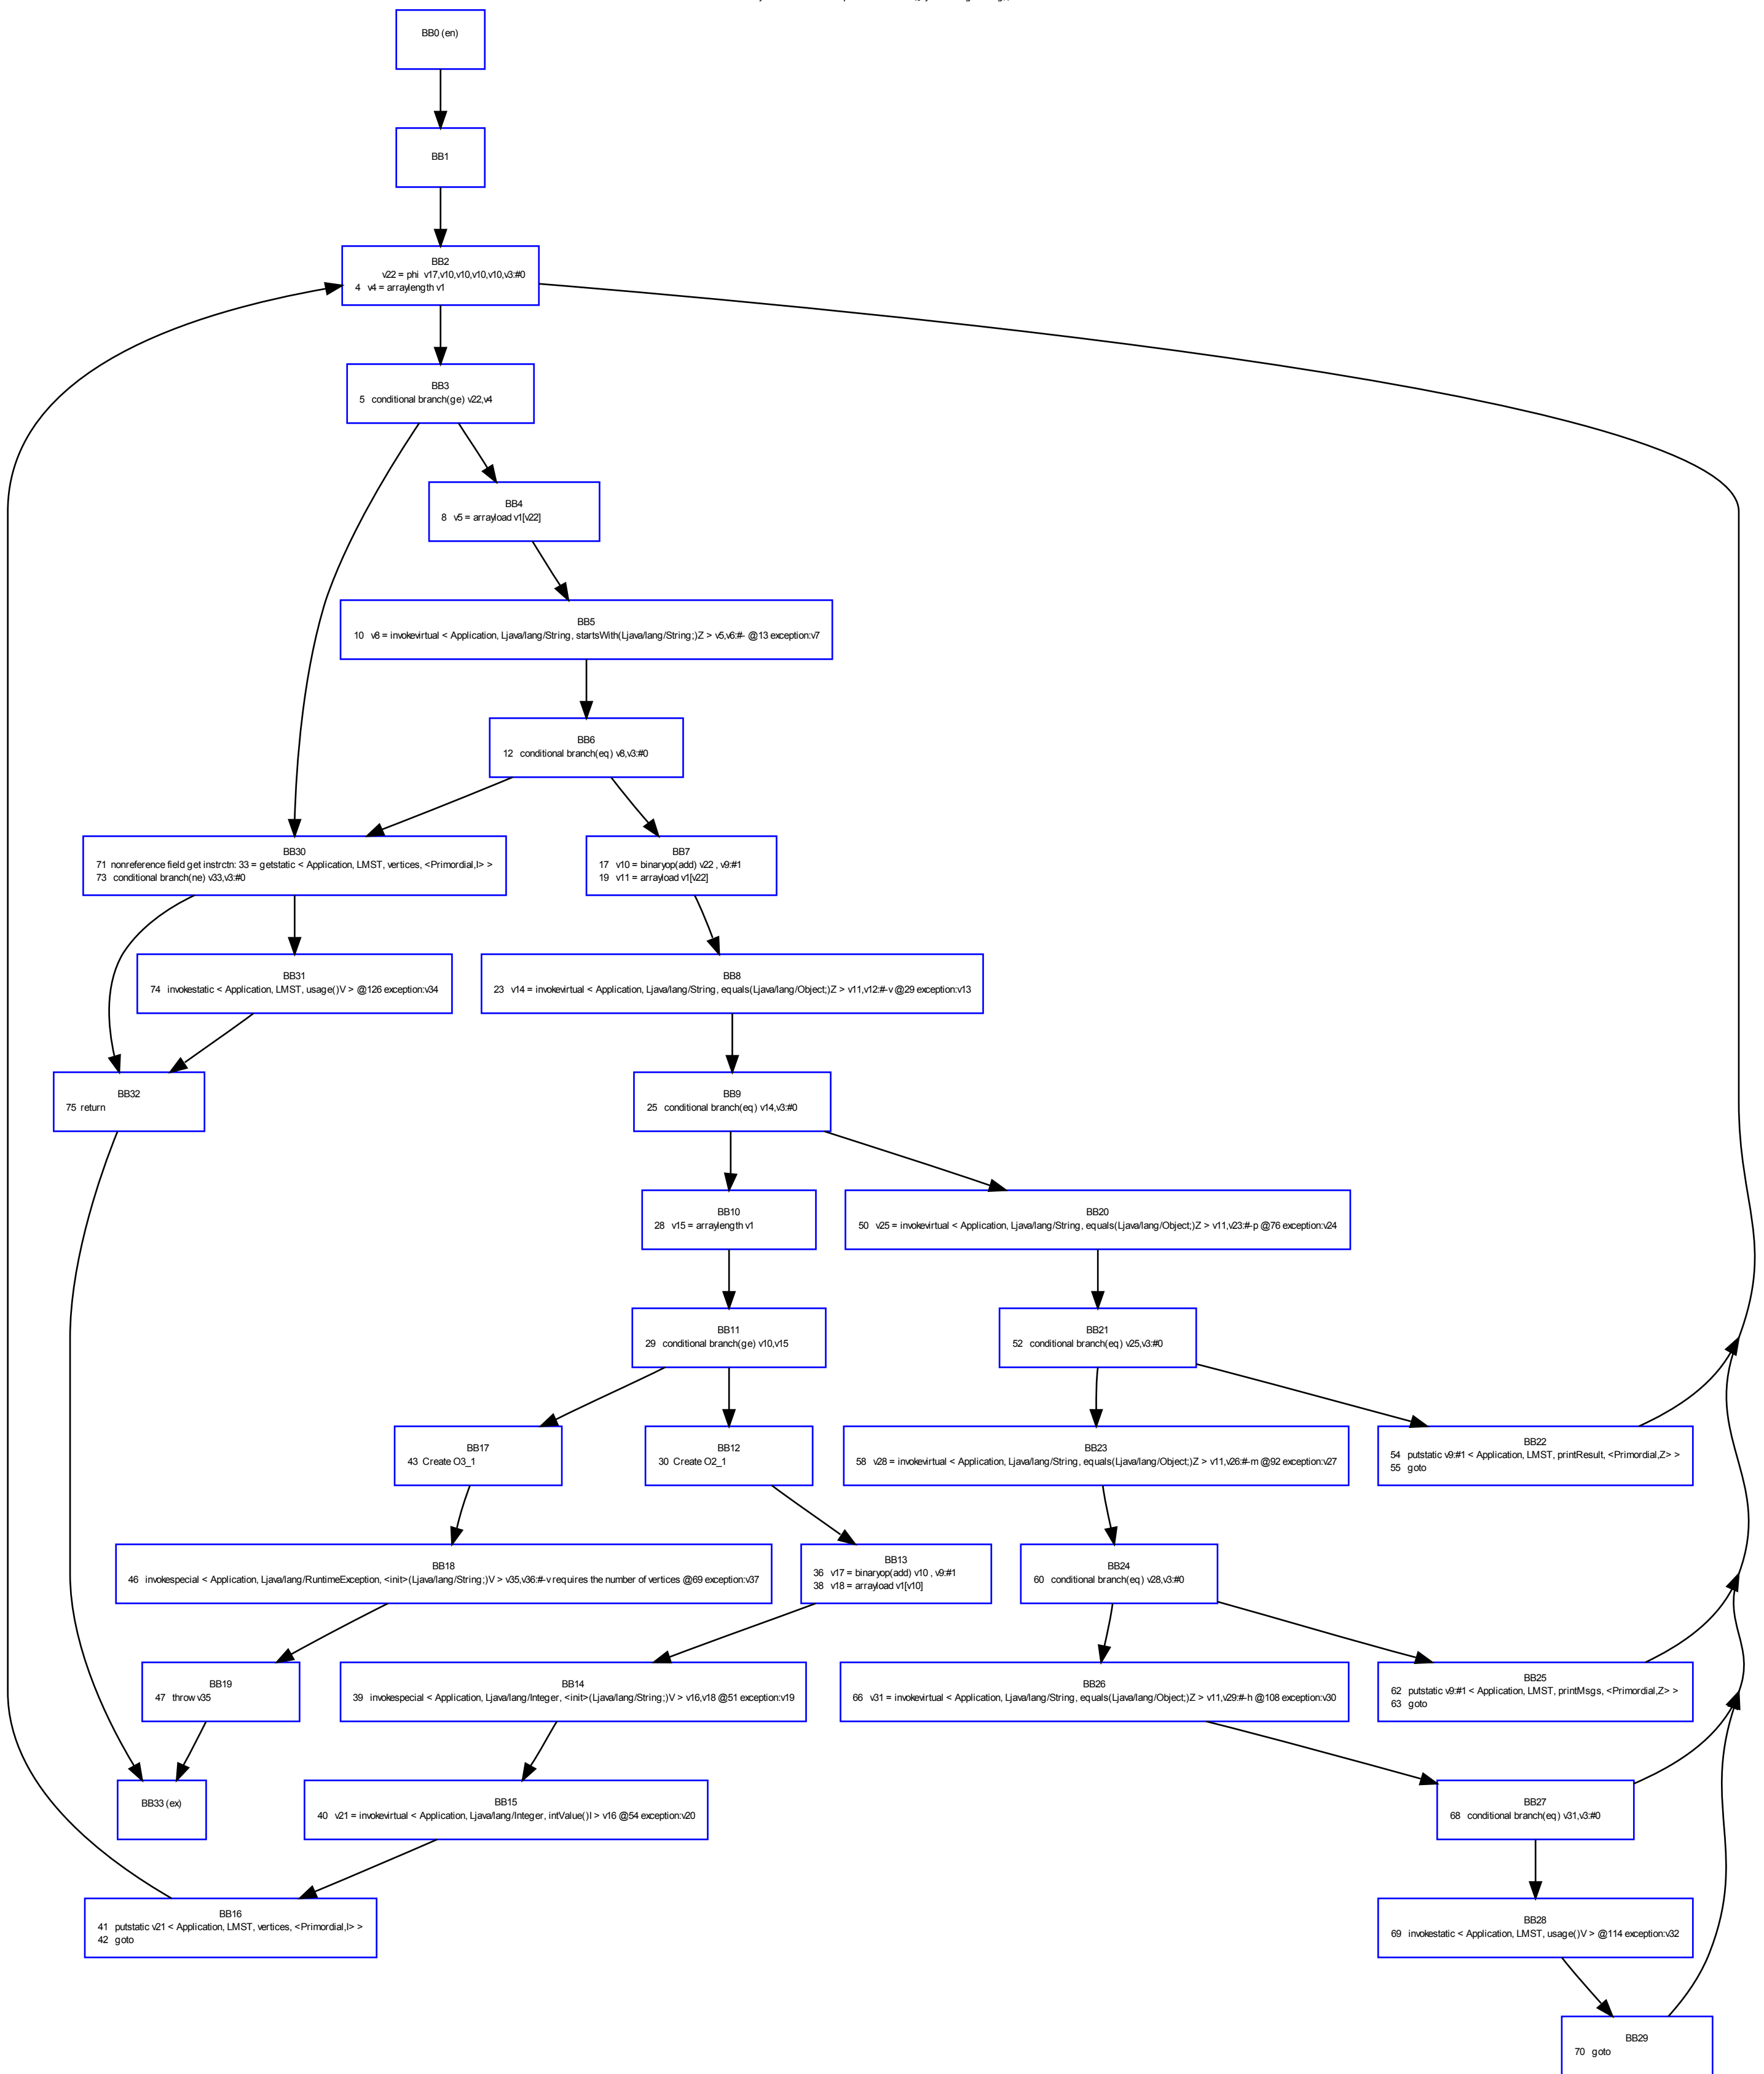 BB0 (en)
BB1
BB2
v22 = phi v17,v10,v10,v10,v10,v3:#0
4 v4 = arraylength v1
BB3
5 conditional branch(ge) v22,v4
BB4
8 v5 = arrayload v1[v22]
BB5
10 v8 = invokevirtual < Application, Ljava/lang/String, startsWith(Ljava/lang/String;)Z > v5,v6:#- @13 exception:v7
BB6
12 conditional branch(eq) v8,v3:#0
BB30
71 nonreference field get instrctn: 33 = getstatic < Application, LMST, vertices, <Primordial,I> >
73 conditional branch(ne) v33,v3:#0
BB7
17 v10 = binaryop(add) v22 , v9:#1
19 v11 = arrayload v1[v22]
BB31
74 invokestatic < Application, LMST, usage()V > @126 exception:v34
BB8
23 v14 = invokevirtual < Application, Ljava/lang/String, equals(Ljava/lang/Object;)Z > v11,v12:#-v @29 exception:v13
BB32
75 return
BB9
25 conditional branch(eq) v14,v3:#0
BB10
28 v15 = arraylength v1
BB20
50 v25 = invokevirtual < Application, Ljava/lang/String, equals(Ljava/lang/Object;)Z > v11,v23:#-p @76 exception:v24
BB11
29 conditional branch(ge) v10,v15
BB21
52 conditional branch(eq) v25,v3:#0
BB17
43 Create O3_1
BB12
30 Create O2_1
BB23
58 v28 = invokevirtual < Application, Ljava/lang/String, equals(Ljava/lang/Object;)Z > v11,v26:#-m @92 exception:v27
BB22
54 putstatic v9:#1 < Application, LMST, printResult, <Primordial,Z> >
55 goto
BB18
46 invokespecial < Application, Ljava/lang/RuntimeException, <init>(Ljava/lang/String;)V > v35,v36:#-v requires the number of vertices @69 exception:v37
BB13
36 v17 = binaryop(add) v10 , v9:#1
38 v18 = arrayload v1[v10]
BB24
60 conditional branch(eq) v28,v3:#0
BB19
47 throw v35
BB14
39 invokespecial < Application, Ljava/lang/Integer, <init>(Ljava/lang/String;)V > v16,v18 @51 exception:v19
BB26
66 v31 = invokevirtual < Application, Ljava/lang/String, equals(Ljava/lang/Object;)Z > v11,v29:#-h @108 exception:v30
BB25
62 putstatic v9:#1 < Application, LMST, printMsgs, <Primordial,Z> >
63 goto
BB33 (ex)
BB15
40 v21 = invokevirtual < Application, Ljava/lang/Integer, intValue()I > v16 @54 exception:v20
BB27
68 conditional branch(eq) v31,v3:#0
BB16
41 putstatic v21 < Application, LMST, vertices, <Primordial,I> >
42 goto
BB28
69 invokestatic < Application, LMST, usage()V > @114 exception:v32
BB29
70 goto